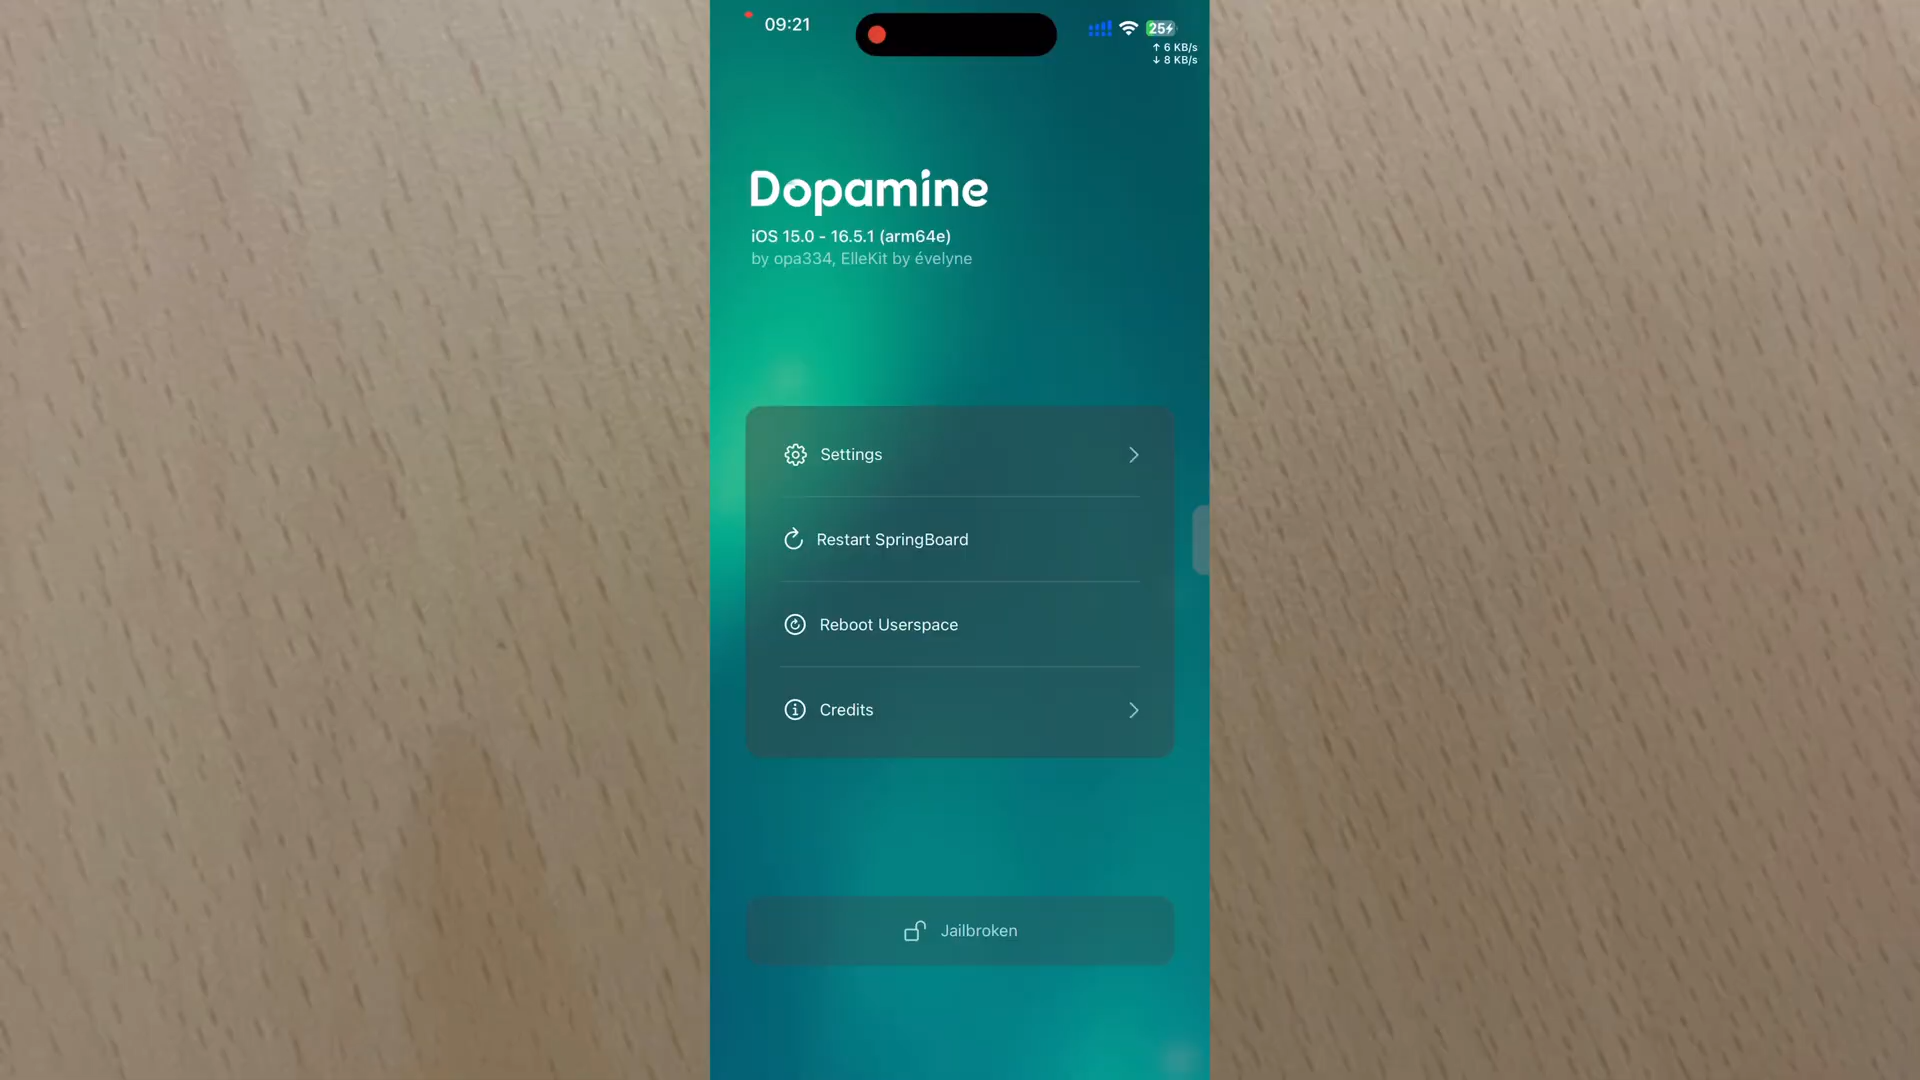 09:21
25
↑ 6 KB/s
↓ 8 KB/s
Dopamine
iOS 15.0 - 16.5.1 (arm64e)
by opa334, ElleKit by évelyne
Settings
Restart SpringBoard
Reboot Userspace
Credits
Jailbroken